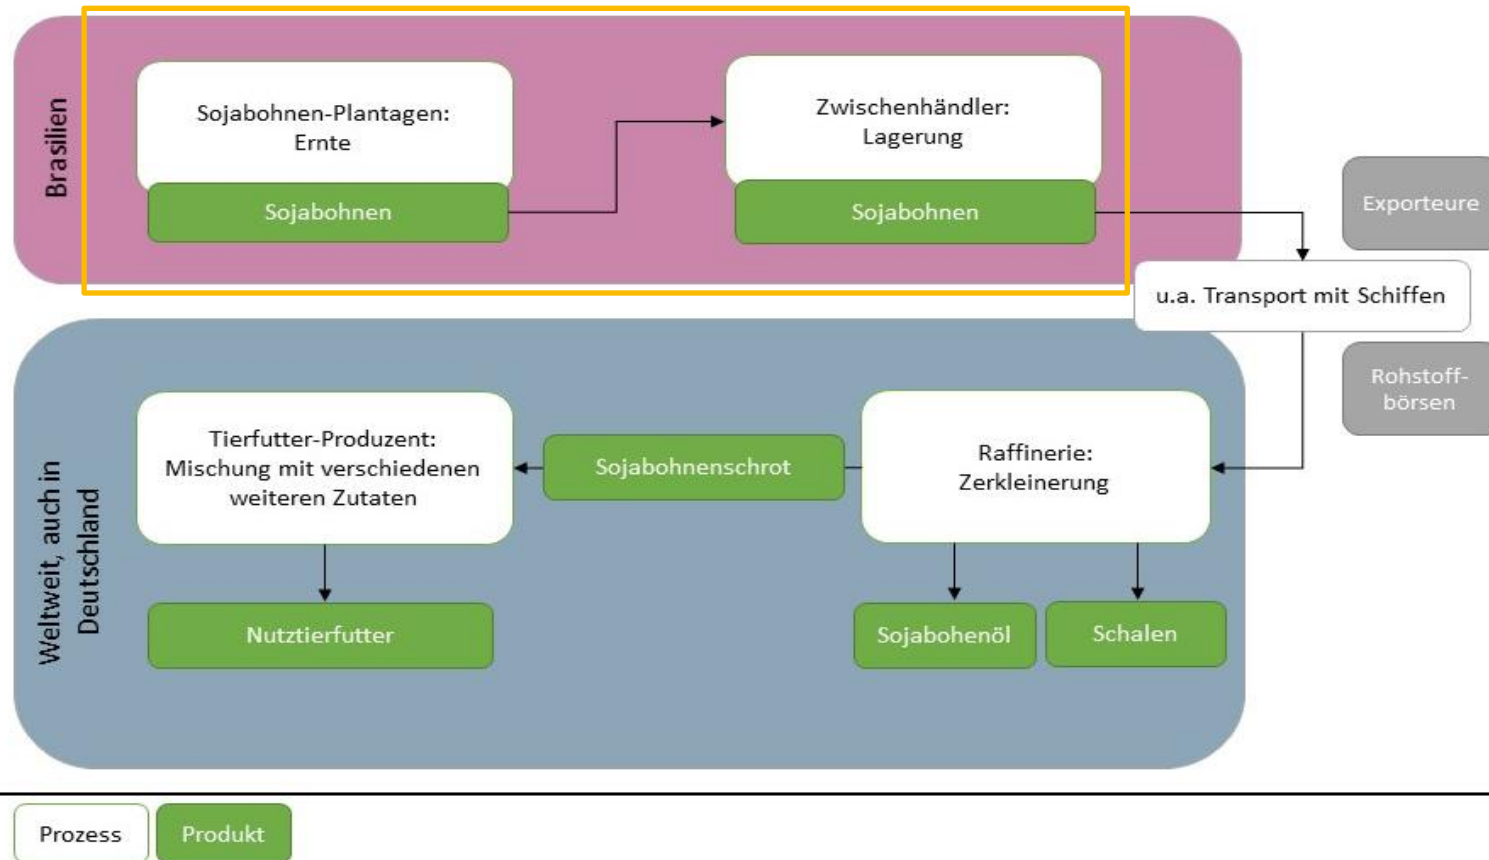 Brasilien
Sojabohnen-Plantagen:
Ernte
Sojabohnen
Zwischenhändler:
Lagerung
Sojabohnen
Exporteure
u.a. Transport mit Schiffen
Rohstoff-
börsen
Weltweit, auch in
Deutschland
Tierfutter-Produzent:
Mischung mit verschiedenen
weiteren Zutaten
Sojabohnenschrot
Raffinerie:
Zerkleinerung
Nutztierfutter
Sojabohenöl
Schalen
Prozess
Produkt